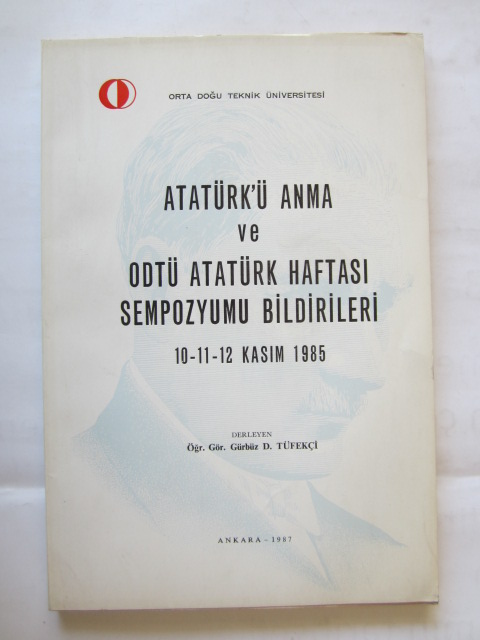 ORTA DOĞU TEKNİK ÜNİVERSİTESİ
ATATÜRK'Ü ANMA
ve
ODTÜ ATATÜRK HAFTASI
SEMPOZYUMU BİLDİRİLERİ
10-11-12 KASIM 1985
DERLEYEN
Öğr. Gör. Gürbüz D. TÜFEKÇİ
ANKARA - 1987